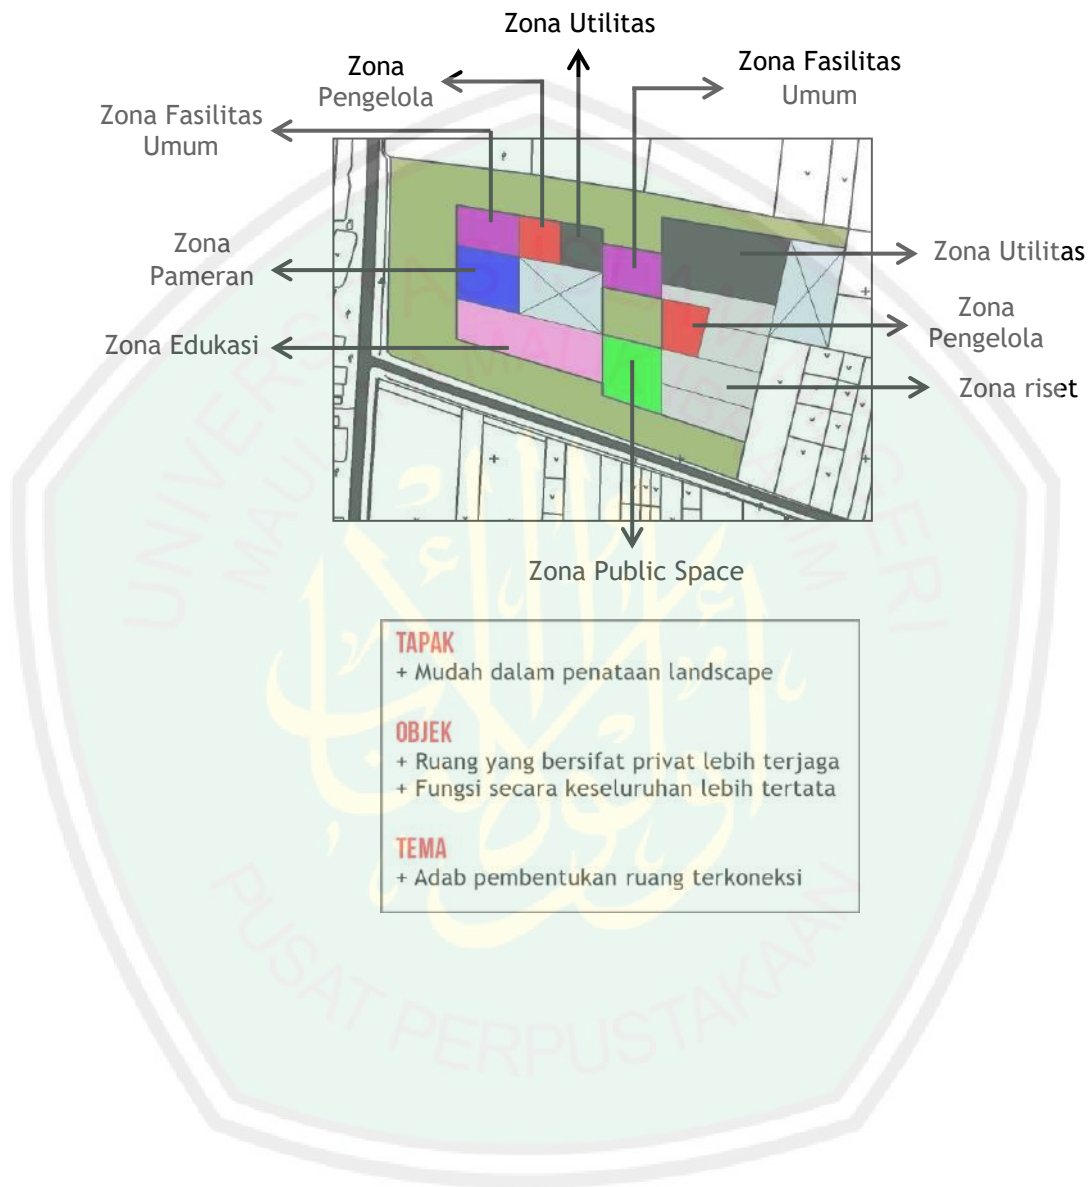 Zona Utilitas
Zona
Pengelola
Zona Fasilitas
Umum
Zona Fasilitas
Umum
Zona
Pameran
Zona Utilitas
Zona
Pengelola
Zona Edukasi
Zona riset
Zona Public Space
TAPAK
+ Mudah dalam penataan landscape
OBJEK
+ Ruang yang bersifat privat lebih terjaga
+ Fungsi secara keseluruhan lebih tertata
TEMA
+ Adab pembentukan ruang terkoneksi
PUSAT PERPUSTAKAAN